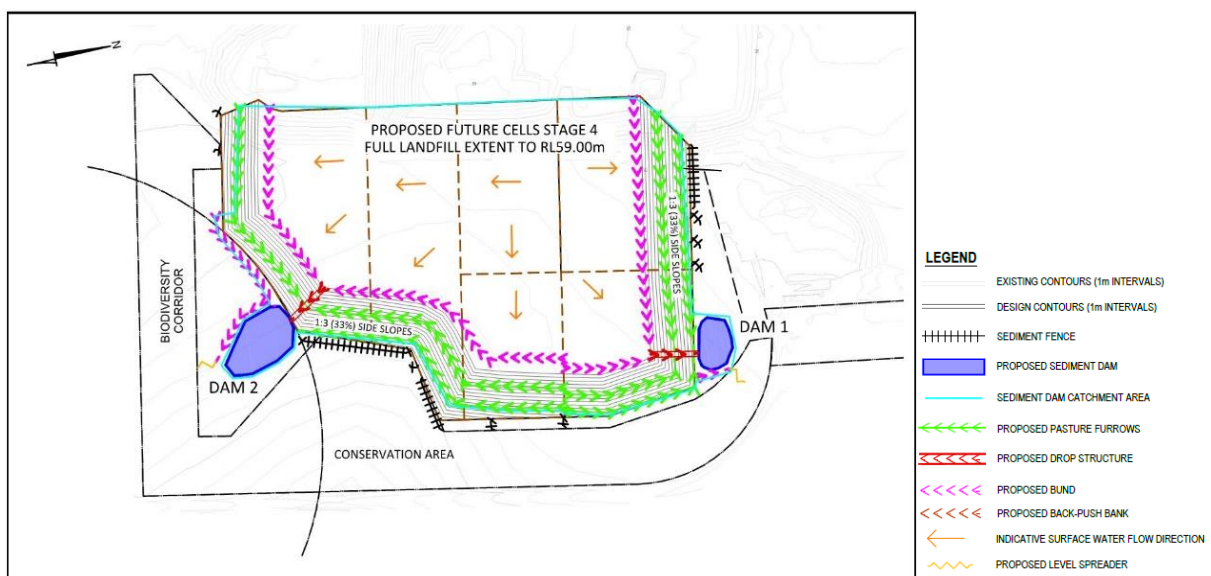 N
PROPOSED FUTURE CELLS STAGE 4
FULL LANDFILL EXTENT TO RL59.00m
1:3 (33%) SIDE SLOPES
BIODIVERSITY
CORRIDOR
1:3 (33%) SIDE SLOPES
DAM 1
DAM 2
CONSERVATION AREA
LEGEND
EXISTING CONTOURS (1m INTERVALS)
DESIGN CONTOURS (1m INTERVALS)
SEDIMENT FENCE
PROPOSED SEDIMENT DAM
SEDIMENT DAM CATCHMENT AREA
PROPOSED PASTURE FURROWS
PROPOSED DROP STRUCTURE
PROPOSED BUND
PROPOSED BACK-PUSH BANK
INDICATIVE SURFACE WATER FLOW DIRECTION
PROPOSED LEVEL SPREADER